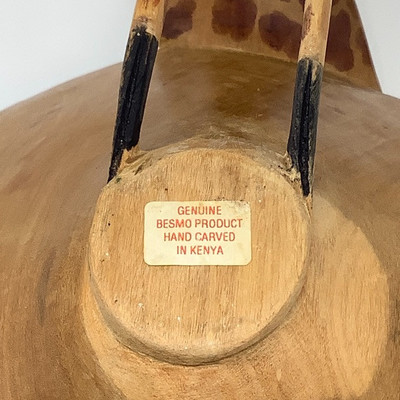 GENUINE
BESMO PRODUCT
HAND CARVED
IN KENYA